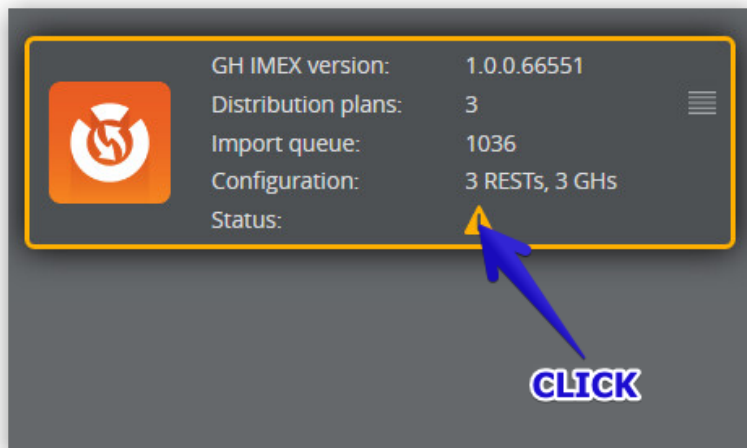 GH IMEX version: 1.0.0.66551
Distribution plans: 3
Import queue: 1036
Configuration: 3 RESTs, 3 GHs
Status:
CLICK